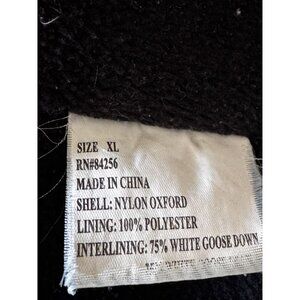 SIZE XL
RN#84256
MADE IN CHINA
SHELL: NYLON OXFORD
LINING: 100% POLYESTER
INTERLINING: 75% WHITE GOOSE DOWN